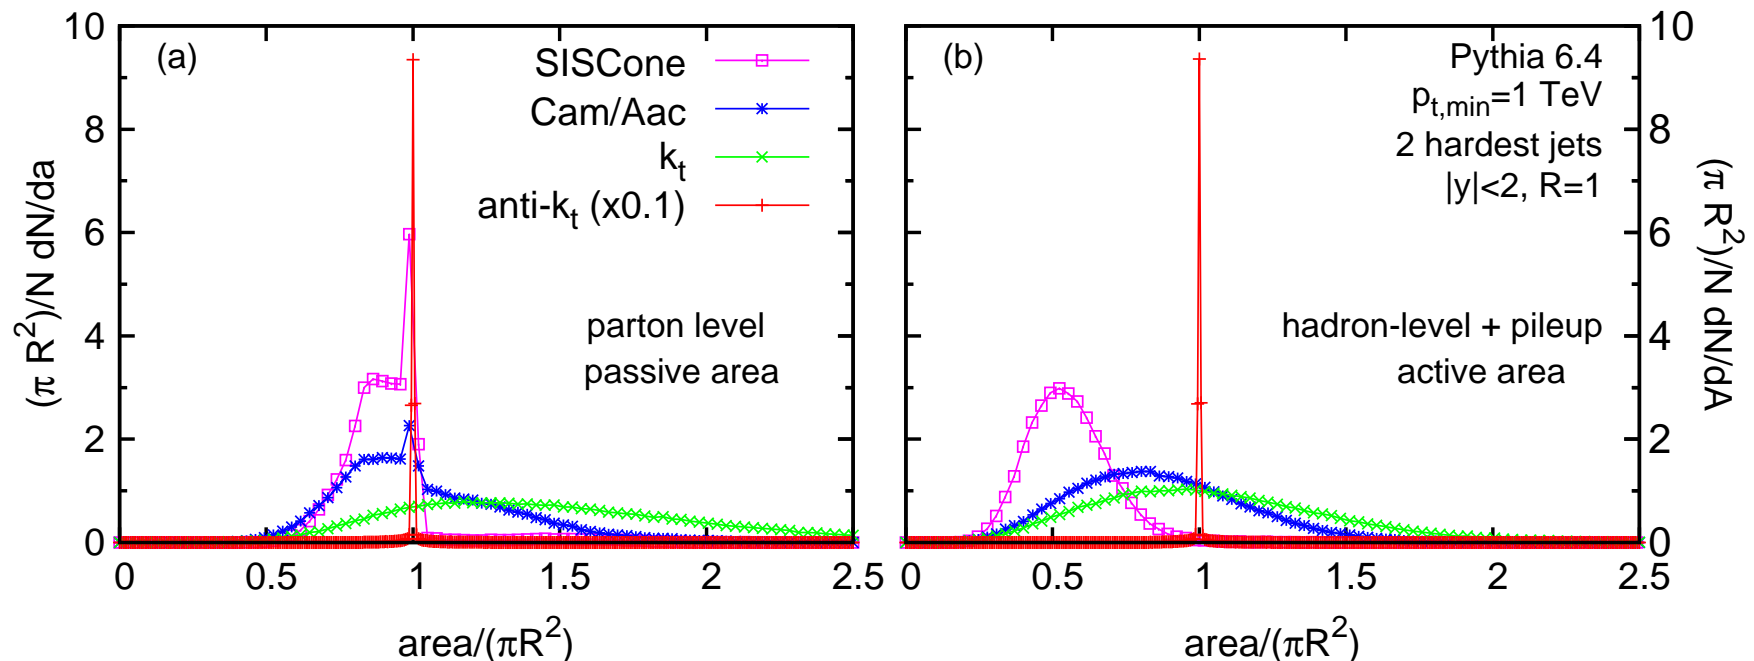 (a)
SISCone
Cam/Aac
k_t
anti-k_t (x0.1)
parton level
passive area
(π R²)/N dN/da
10
8
6
4
2
0
0 0.5 1 1.5 2 2.5
area/(πR²)
(b)
Pythia 6.4
p_t,min=1 TeV
2 hardest jets
|y|<2, R=1
hadron-level + pileup
active area
10
8
6
4
2
0
(π R²)/N dN/dA
0 0.5 1 1.5 2 2.5
area/(πR²)